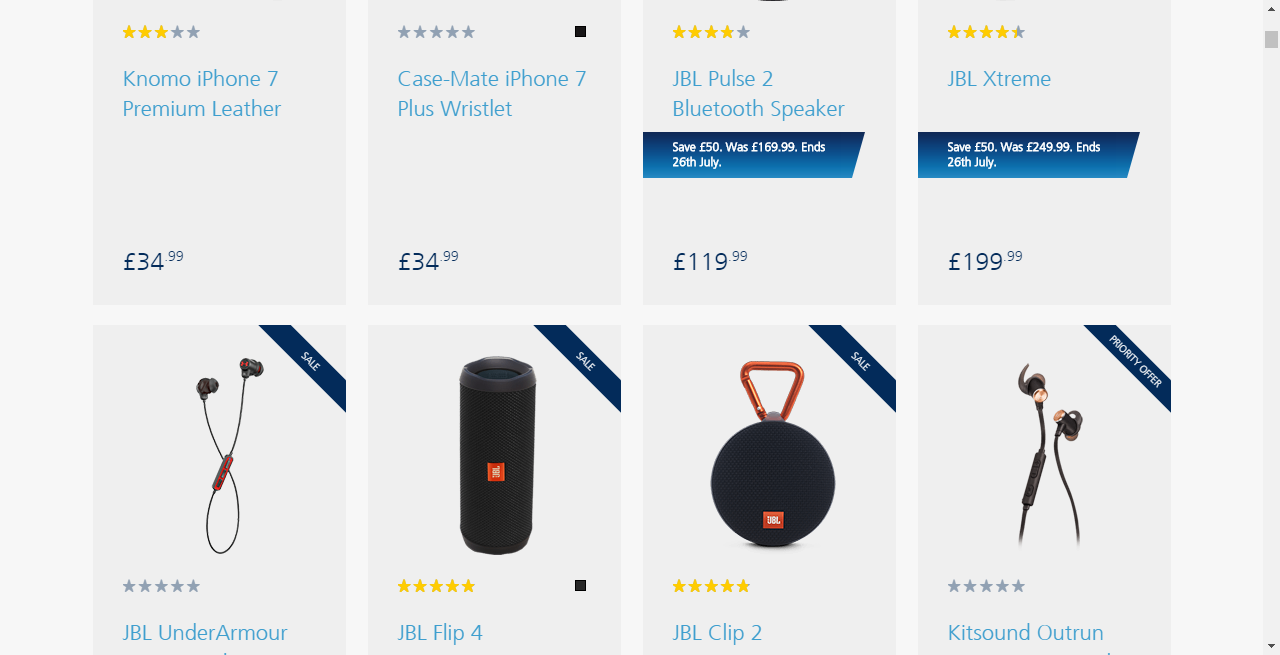 Knomo iPhone 7
Premium Leather
£34.99
Case-Mate iPhone 7
Plus Wristlet
£34.99
JBL Pulse 2
Bluetooth Speaker
Save £50. Was £169.99. Ends
26th July.
£119.99
JBL Xtreme
Save £50. Was £249.99. Ends
26th July.
£199.99
SALE
JBL UnderArmour
SALE
JBL
JBL Flip 4
SALE
JBL
JBL Clip 2
PRIORITY OFFER
Kitsound Outrun